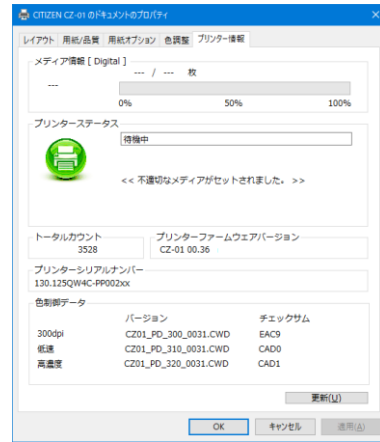 CITIZEN CZ-01 のドキュメントのプロパティ
レイアウト 用紙/品質 用紙オプション 色調整 プリンター情報
メディア情報 [ Digital ]
--- / --- 枚
---
0% 50% 100%
プリンターステータス
待機中
<< 不適切なメディアがセットされました。 >>
トータルカウント プリンターファームウエアバージョン
3528 CZ-01 00.36
プリンターシリアルナンバー
130.125QW4C-PP002xx
色制御データ
バージョン チェックサム
300dpi CZ01_PD_300_0031.CWD EAC9
低速 CZ01_PD_310_0031.CWD CAD0
高濃度 CZ01_PD_320_0031.CWD CAD1
更新(U)
OK キャンセル 適用(A)